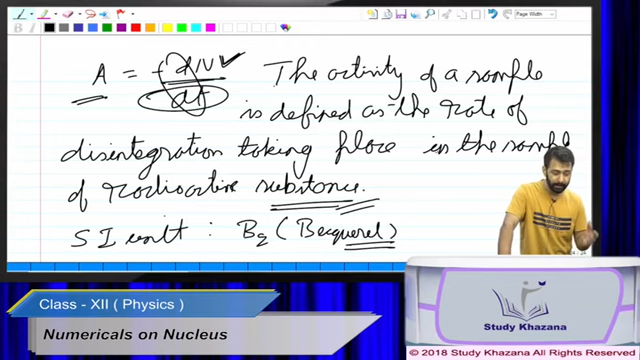 Page Width
A = - dN / dt The activity of a sample
is defined as the rate of
disintegration taking place in the sample
of radioactive substance.
S I unit : Bq ( Becquerel )
Class - XII ( Physics )
Numericals on Nucleus
Study Khazana
© 2018 Study Khazana All Rights Reserved.